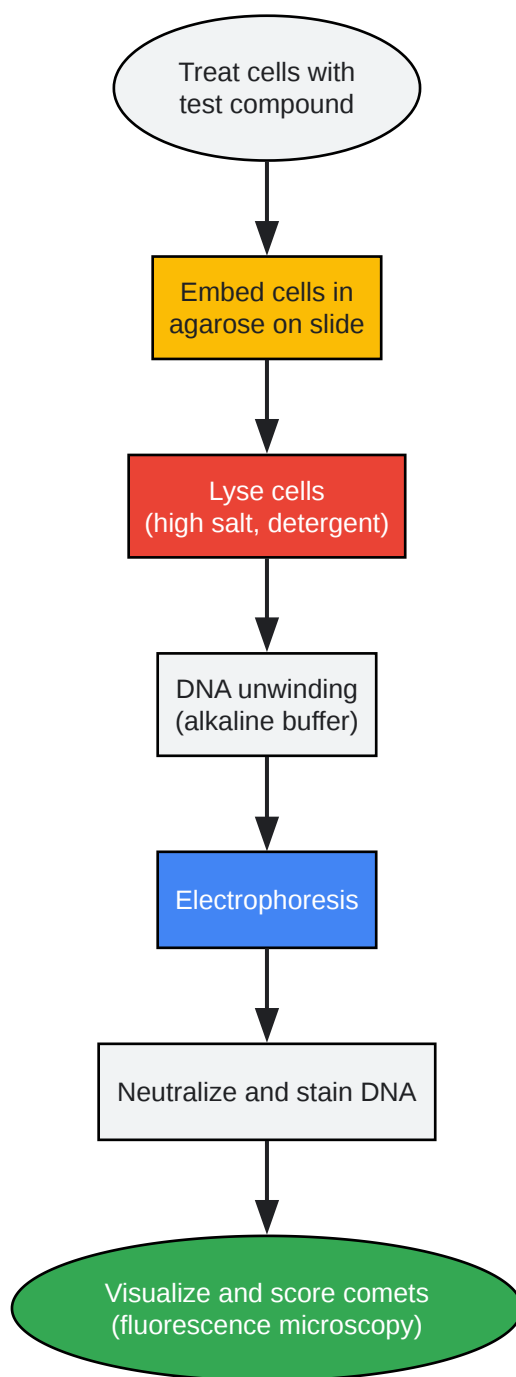 Treat cells with
test compound
Embed cells in
agarose on slide
Lyse cells
(high salt, detergent)
DNA unwinding
(alkaline buffer)
Electrophoresis
Neutralize and stain DNA
Visualize and score comets
(fluorescence microscopy)